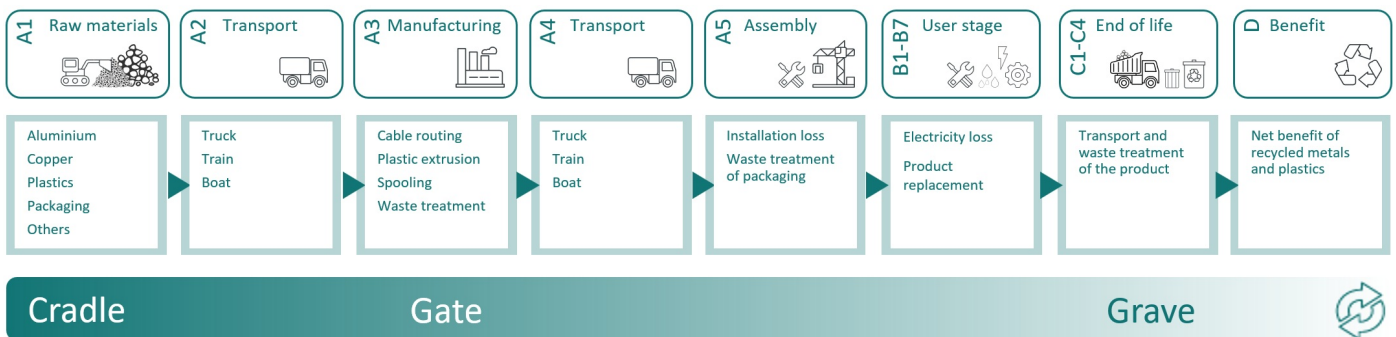 A1 Raw materials
A2 Transport
A3 Manufacturing
A4 Transport
A5 Assembly
B1-B7 User stage
C1-C4 End of life
D Benefit
Aluminium
Copper
Plastics
Packaging
Others
Truck
Train
Boat
Cable routing
Plastic extrusion
Spooling
Waste treatment
Truck
Train
Boat
Installation loss
Waste treatment
of packaging
Electricity loss
Product
replacement
Transport and
waste treatment
of the product
Net benefit of
recycled metals
and plastics
Cradle
Gate
Grave